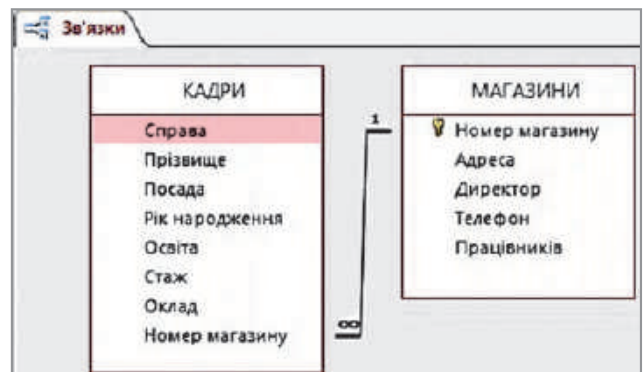 Зв'язки
КАДРИ
Справа
Прізвище
Посада
Рік народження
Освіта
Стаж
Оклад
Номер магазину
1
∞
МАГАЗИНИ
Номер магазину
Адреса
Директор
Телефон
Працівників